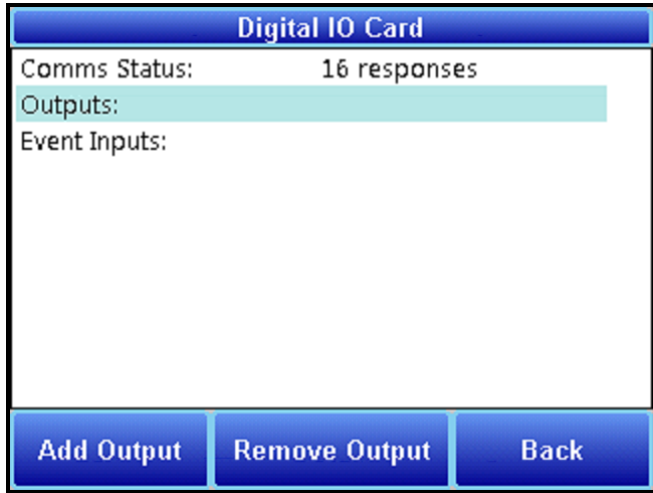 Digital IO Card
Comms Status: 16 responses
Outputs:
Event Inputs:
Add Output Remove Output Back